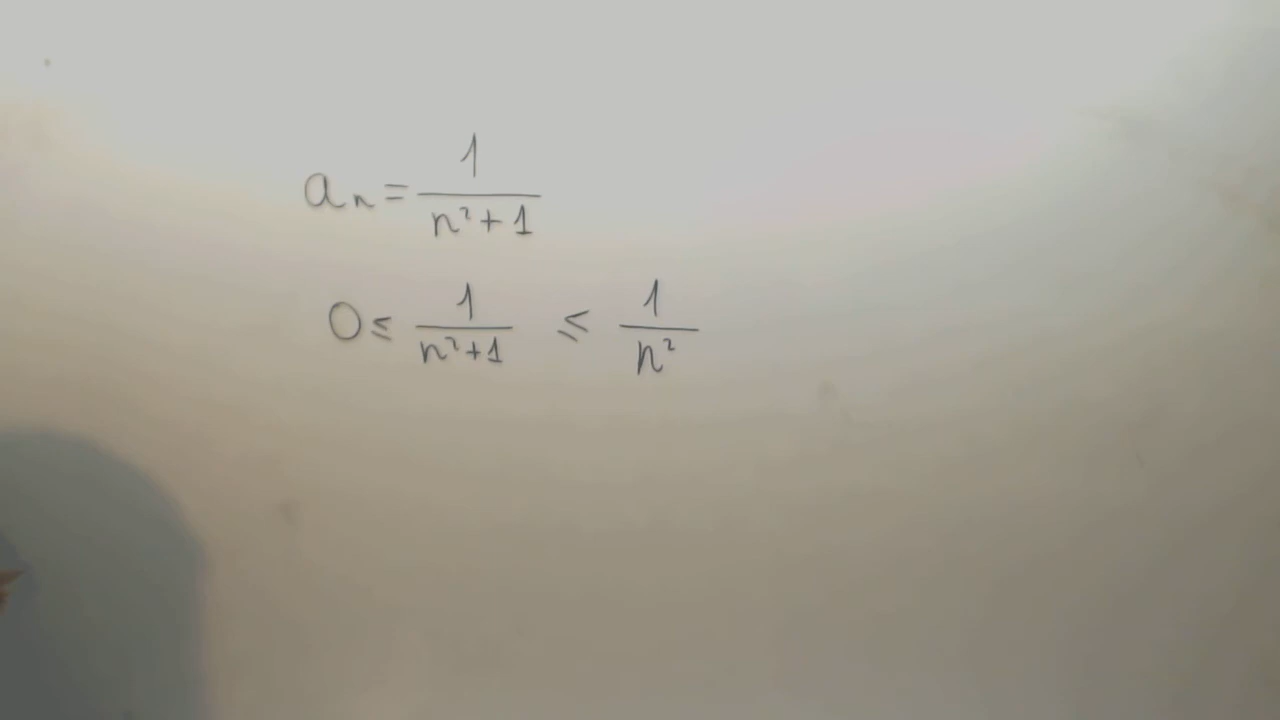 aₙ = 1/(n²+1)
0 ≤ 1/(n²+1) ≤ 1/n²